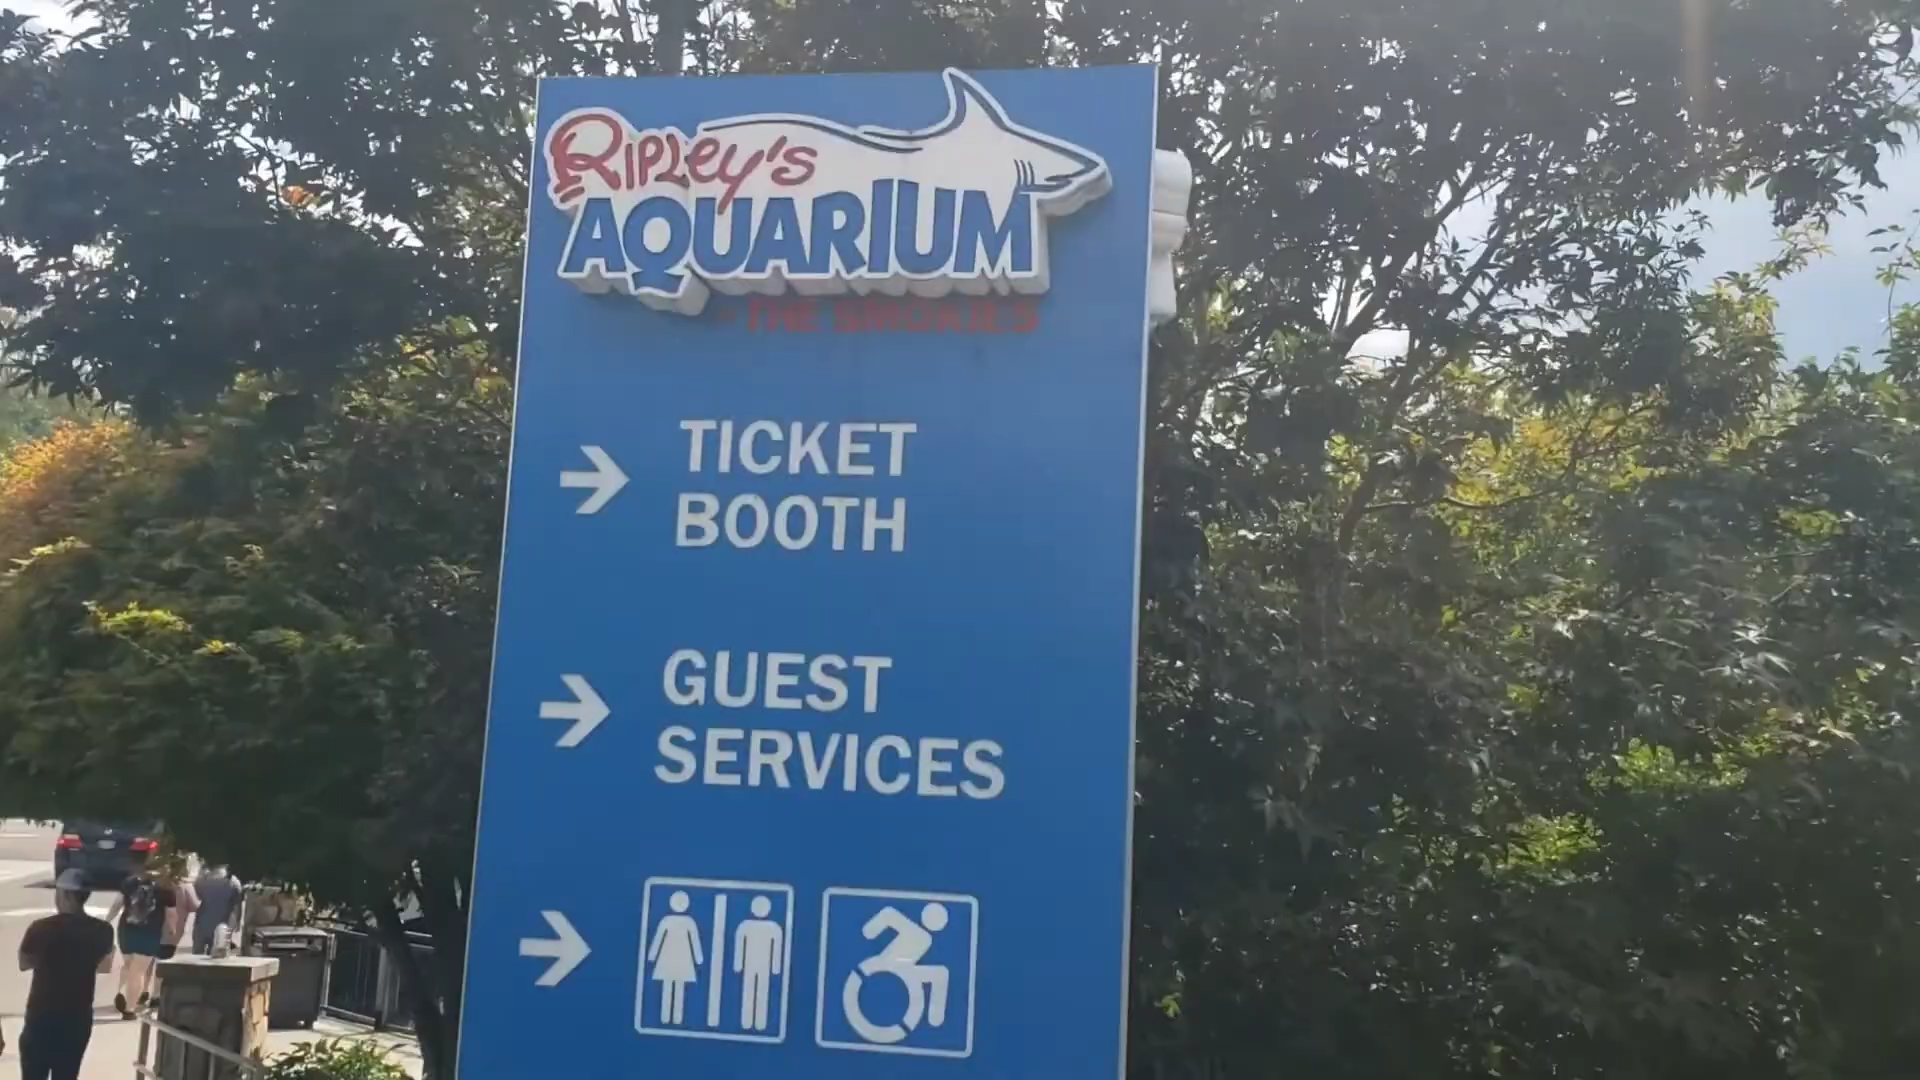 RIPLEY'S
AQUARIUM
THE SMOKIES
TICKET
BOOTH
GUEST
SERVICES